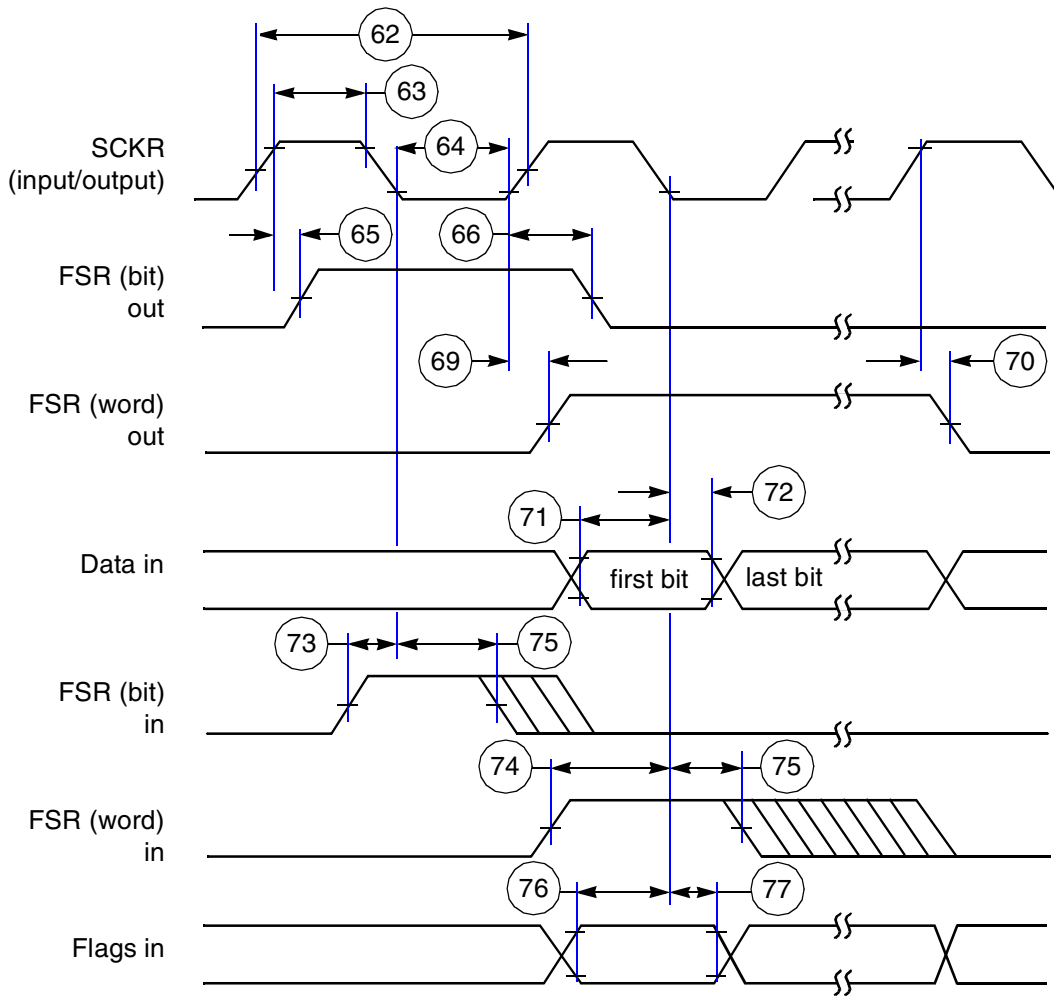 62
63
SCKR
(input/output)
64
65
66
FSR (bit)
out
69
70
FSR (word)
out
72
71
Data in
first bit
last bit
73
75
FSR (bit)
in
74
75
FSR (word)
in
76
77
Flags in